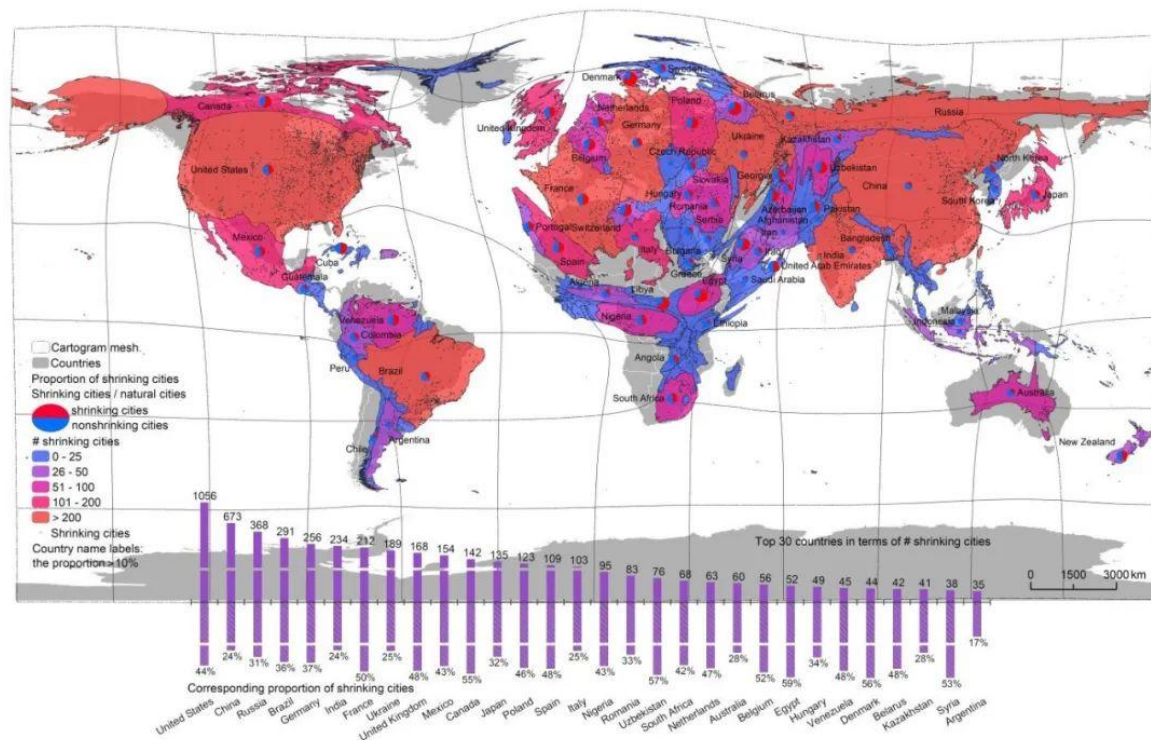 Denmark
Sweden
Belarus
Canada
Netherlands
Poland
Russia
United Kingdom
Germany
Ukraine
Kazakhstan
Czech Republic
North Korea
Belgium
United States
Georgia
Uzbekistan
Slovakia
China
Japan
France
Hungary
South Korea
Romania
Azerbaijan
Pakistan
Afghanistan
Serbia
Portugal
Switzerland
Iran
Mexico
Italy
Bangladesh
Cuba
Spain
Bulgaria
Syria
Iraq
India
Greece
United Arab Emirates
Guatemala
Algeria
Libya
Egypt
Saudi Arabia
Malaysia
Venezuela
Nigeria
Ethiopia
Indonesia
Colombia
Angola
Peru
Brazil
South Africa
Australia
Chile
Argentina
New Zealand
Cartogram mesh
Countries
Proportion of shrinking cities
Shrinking cities / natural cities
shrinking cities
nonshrinking cities
# shrinking cities
0 - 25
26 - 50
51 - 100
101 - 200
> 200
Shrinking cities
Country name labels:
the proportion > 10%
Top 30 countries in terms of # shrinking cities
0 1500 3000 km
1056 673 368 291 256 234 212 189 168 154 142 135 123 109 103 95 83 76 68 63 60 56 52 49 45 44 42 41 38 35
44% 24% 31% 36% 37% 24% 50% 25% 48% 43% 55% 32% 46% 48% 25% 43% 33% 57% 42% 47% 28% 52% 59% 34% 48% 56% 48% 28% 53% 17%
Corresponding proportion of shrinking cities
United States
China
Russia
Brazil
Germany
India
France
Ukraine
United Kingdom
Mexico
Canada
Japan
Poland
Spain
Italy
Nigeria
Romania
Uzbekistan
South Africa
Netherlands
Australia
Belgium
Egypt
Hungary
Venezuela
Denmark
Belarus
Kazakhstan
Syria
Argentina